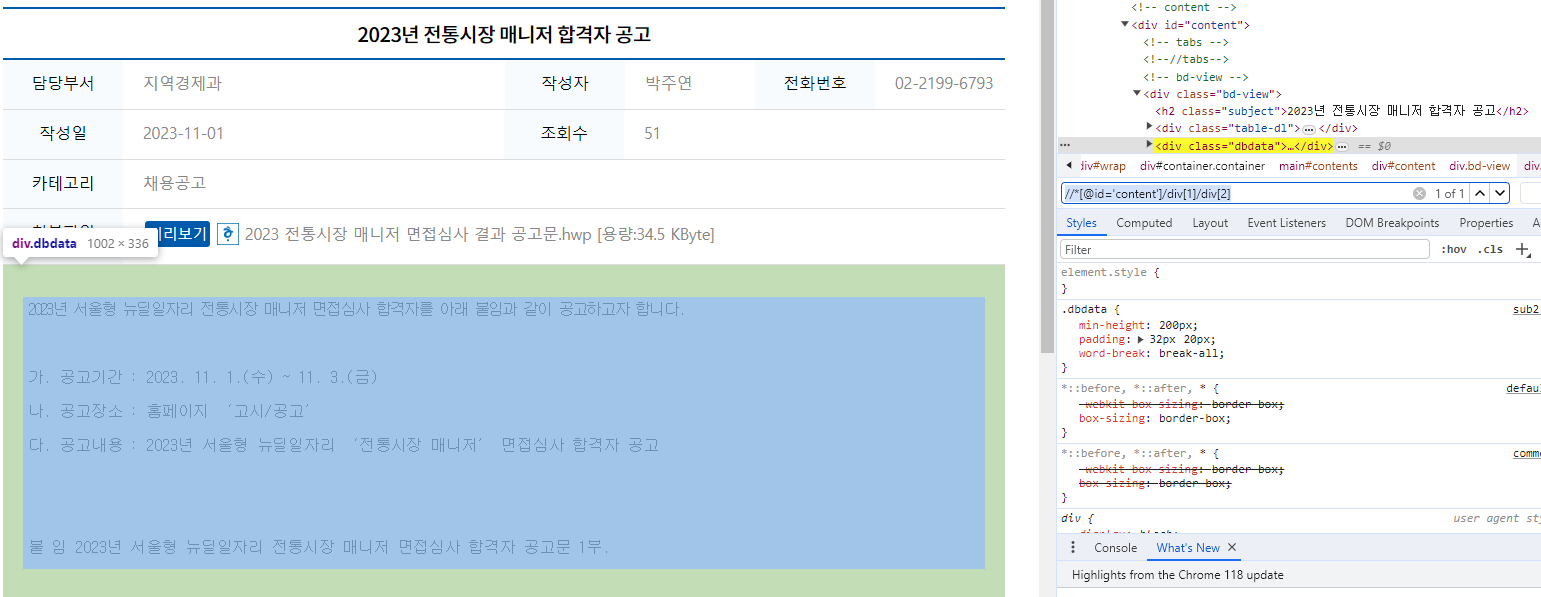 2023년 전통시장 매니저 합격자 공고
담당부서 지역경제과 작성자 박주연 전화번호 02-2199-6793
작성일 2023-11-01 조회수 51
카테고리 채용공고
리보기 2023 전통시장 매니저 면접심사 결과 공고문.hwp [용량:34.5 KByte]
div.dbdata 1002 × 336
2023년 서울형 뉴딜일자리 전통시장 매니저 면접심사 합격자를 아래 붙임과 같이 공고하고자 합니다.
가. 공고기간 : 2023. 11. 1.(수) ~ 11. 3.(금)
나. 공고장소 : 홈페이지 ‘고시/공고’
다. 공고내용 : 2023년 서울형 뉴딜일자리 ‘전통시장 매니저’ 면접심사 합격자 공고
붙 임 2023년 서울형 뉴딜일자리 전통시장 매니저 면접심사 합격자 공고문 1부.
<!-- content -->
▼<div id="content">
<!-- tabs -->
<!--//tabs-->
<!-- bd-view -->
▼<div class="bd-view">
<h2 class="subject">2023년 전통시장 매니저 합격자 공고</h2>
▶<div class="table-dl">…</div>
… ▶<div class="dbdata">…</div> … == $0
div#wrap div#container.container main#contents div#content div.bd-view div.
//*[@id='content']/div[1]/div[2] 1 of 1
Styles Computed Layout Event Listeners DOM Breakpoints Properties A
Filter :hov .cls +
element.style {
}
.dbdata { sub2
min-height: 200px;
padding: ▶ 32px 20px;
word-break: break-all;
}
*::before, *::after, * { defau
-webkit-box-sizing: border-box;
box-sizing: border-box;
}
*::before, *::after, * { comm
-webkit-box-sizing: border-box;
box-sizing: border-box;
}
div { user agent sty
Console What's New ×
Highlights from the Chrome 118 update